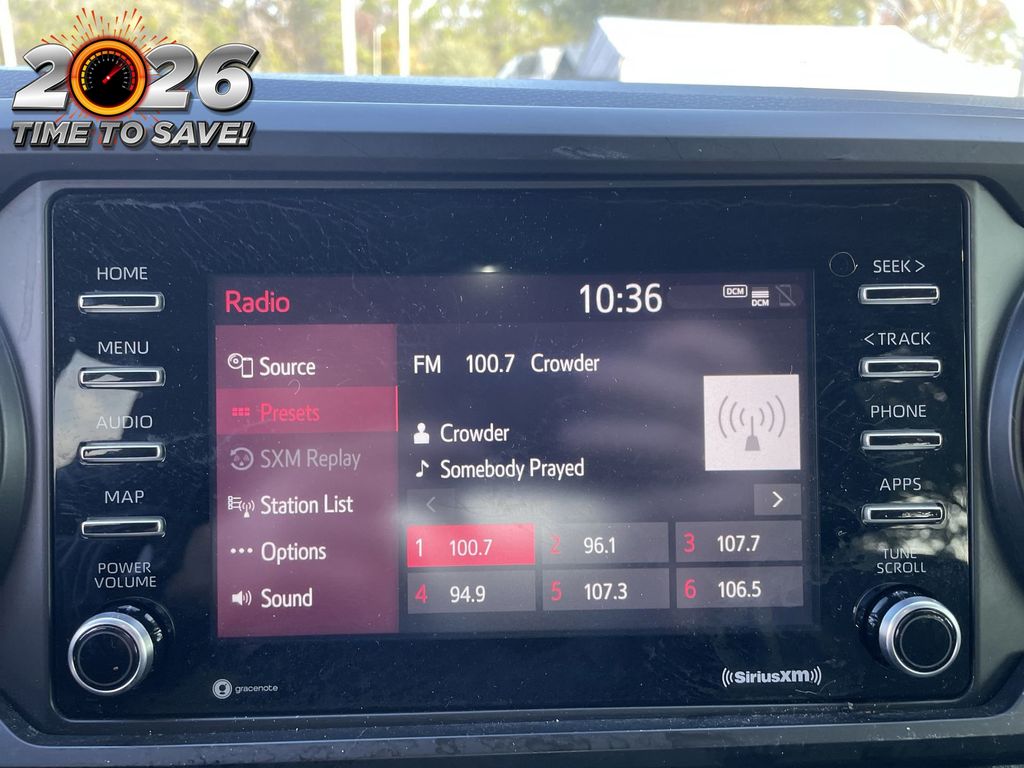 2026
TIME TO SAVE!
HOME
MENU
AUDIO
MAP
POWER
VOLUME
Radio
10:36
DCM
DCM
Source
Presets
SXM Replay
Station List
Options
Sound
FM 100.7 Crowder
Crowder
Somebody Prayed
<
>
1 100.7
2 96.1
3 107.7
4 94.9
5 107.3
6 106.5
SEEK >
< TRACK
PHONE
APPS
TUNE
SCROLL
gracenote
((SiriusXM))